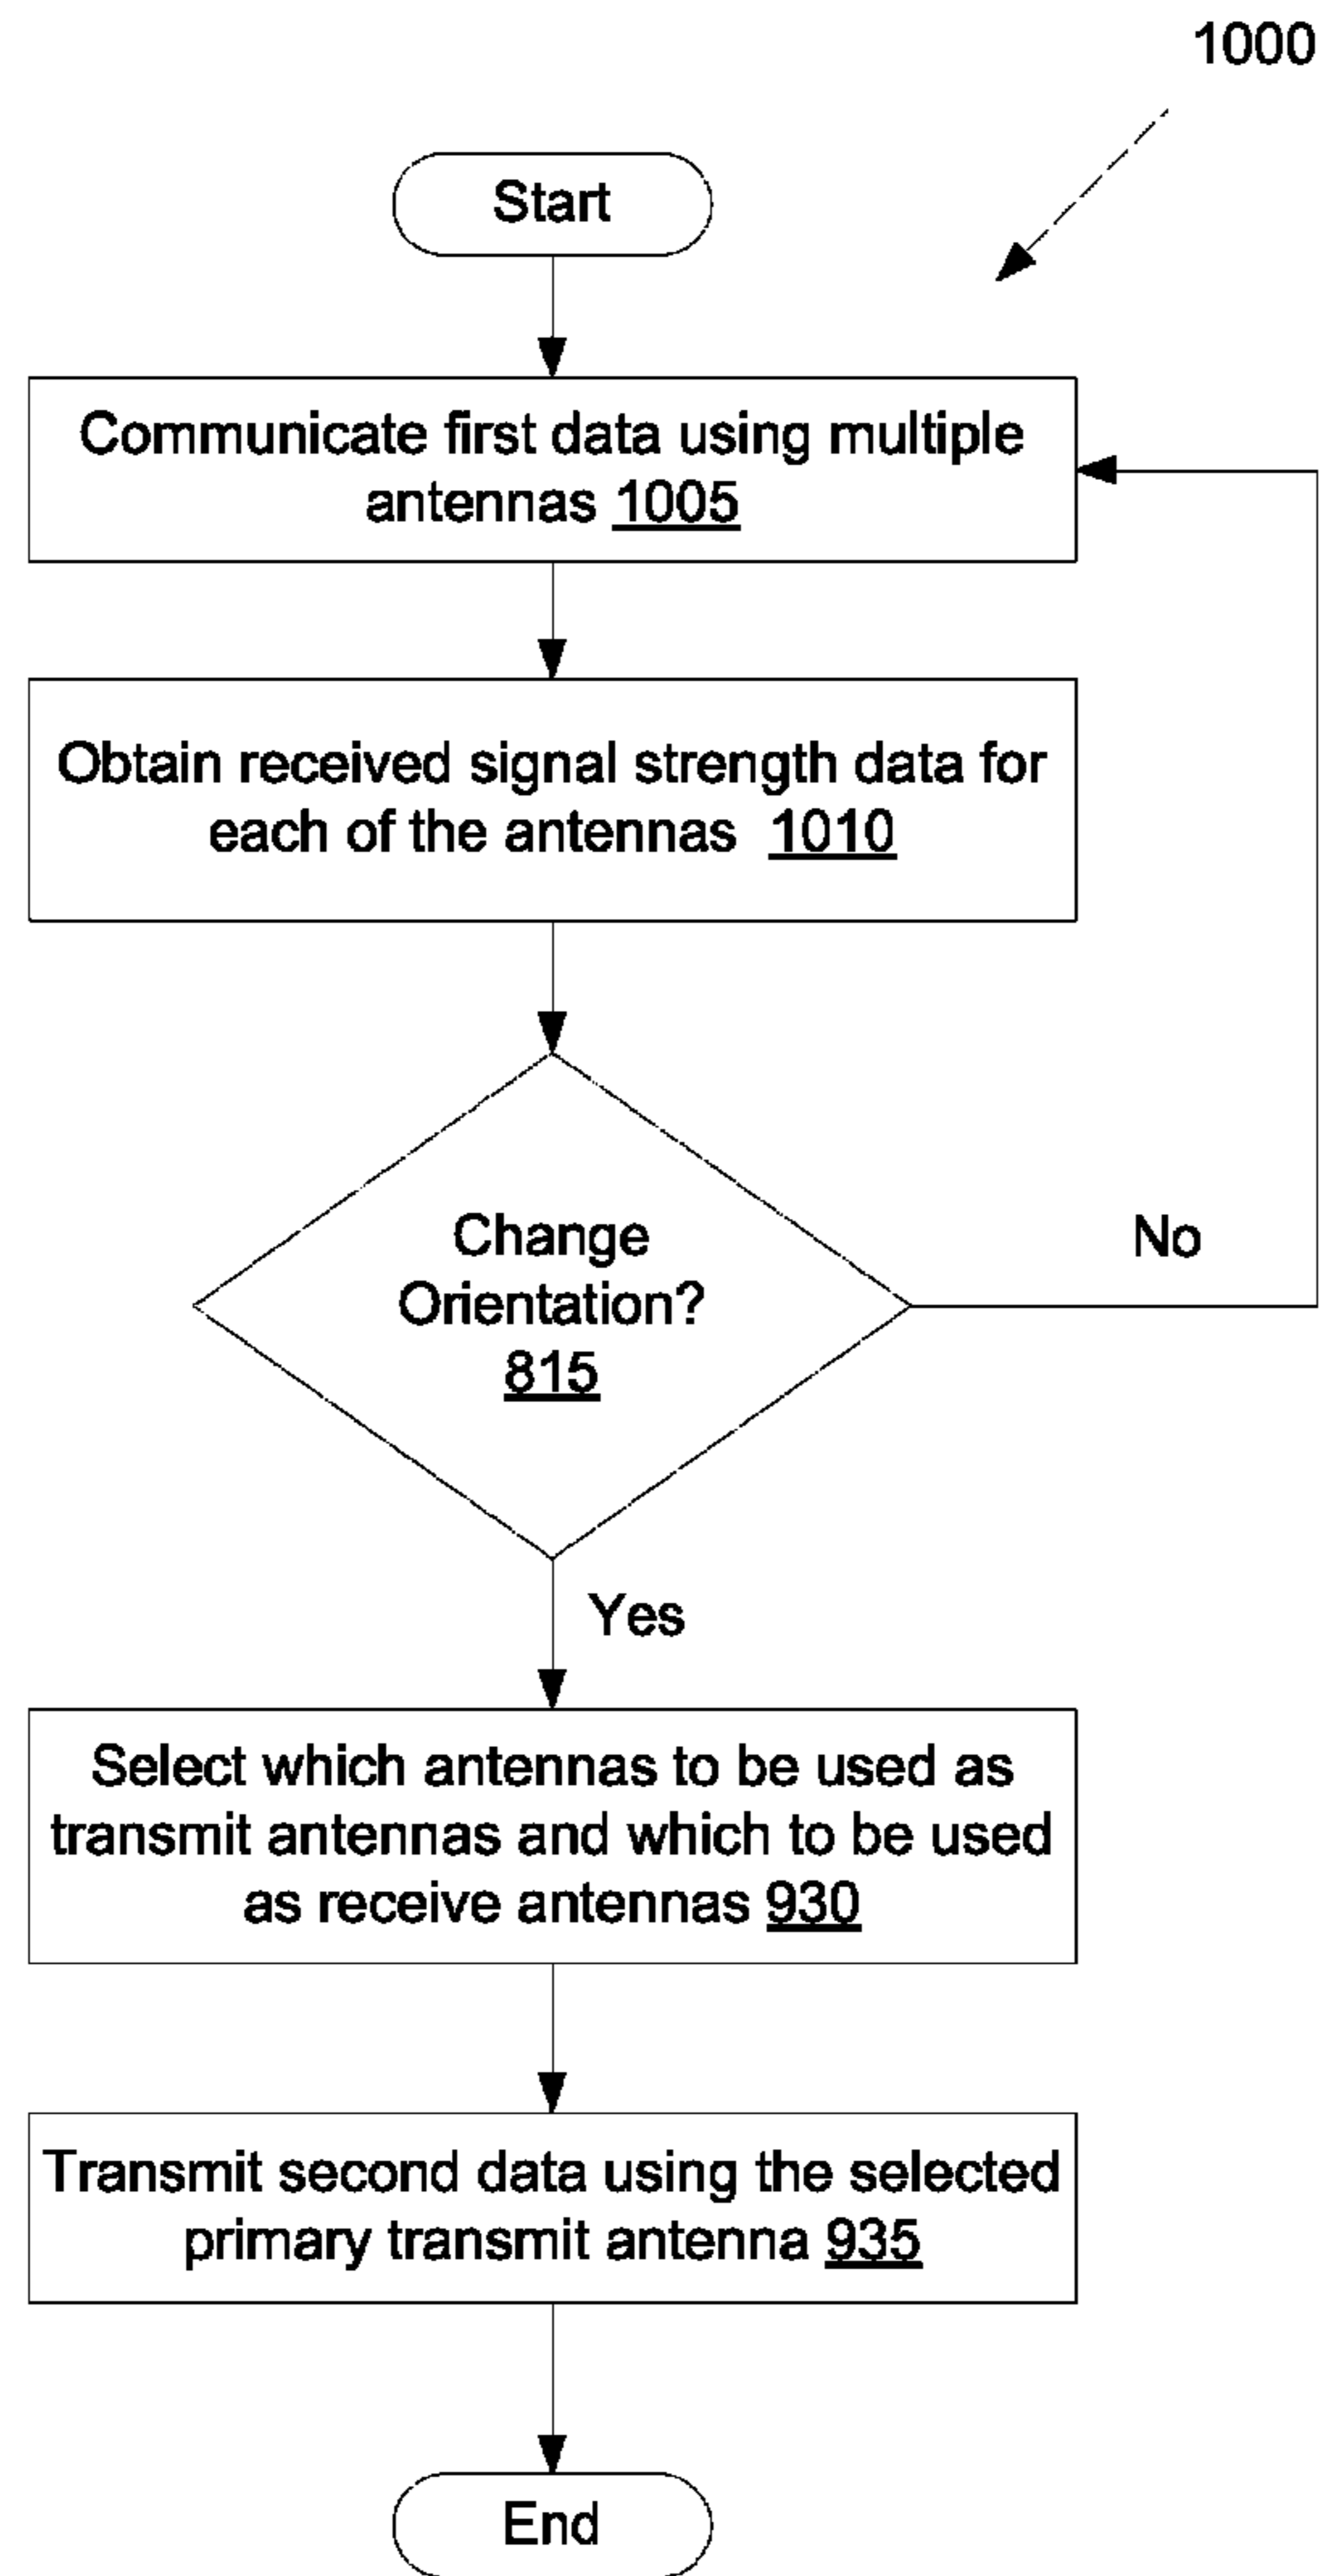 1000
Start
Communicate first data using multiple
antennas 1005
Obtain received signal strength data for
each of the antennas 1010
Change
Orientation?
815
No
Yes
Select which antennas to be used as
transmit antennas and which to be used
as receive antennas 930
Transmit second data using the selected
primary transmit antenna 935
End